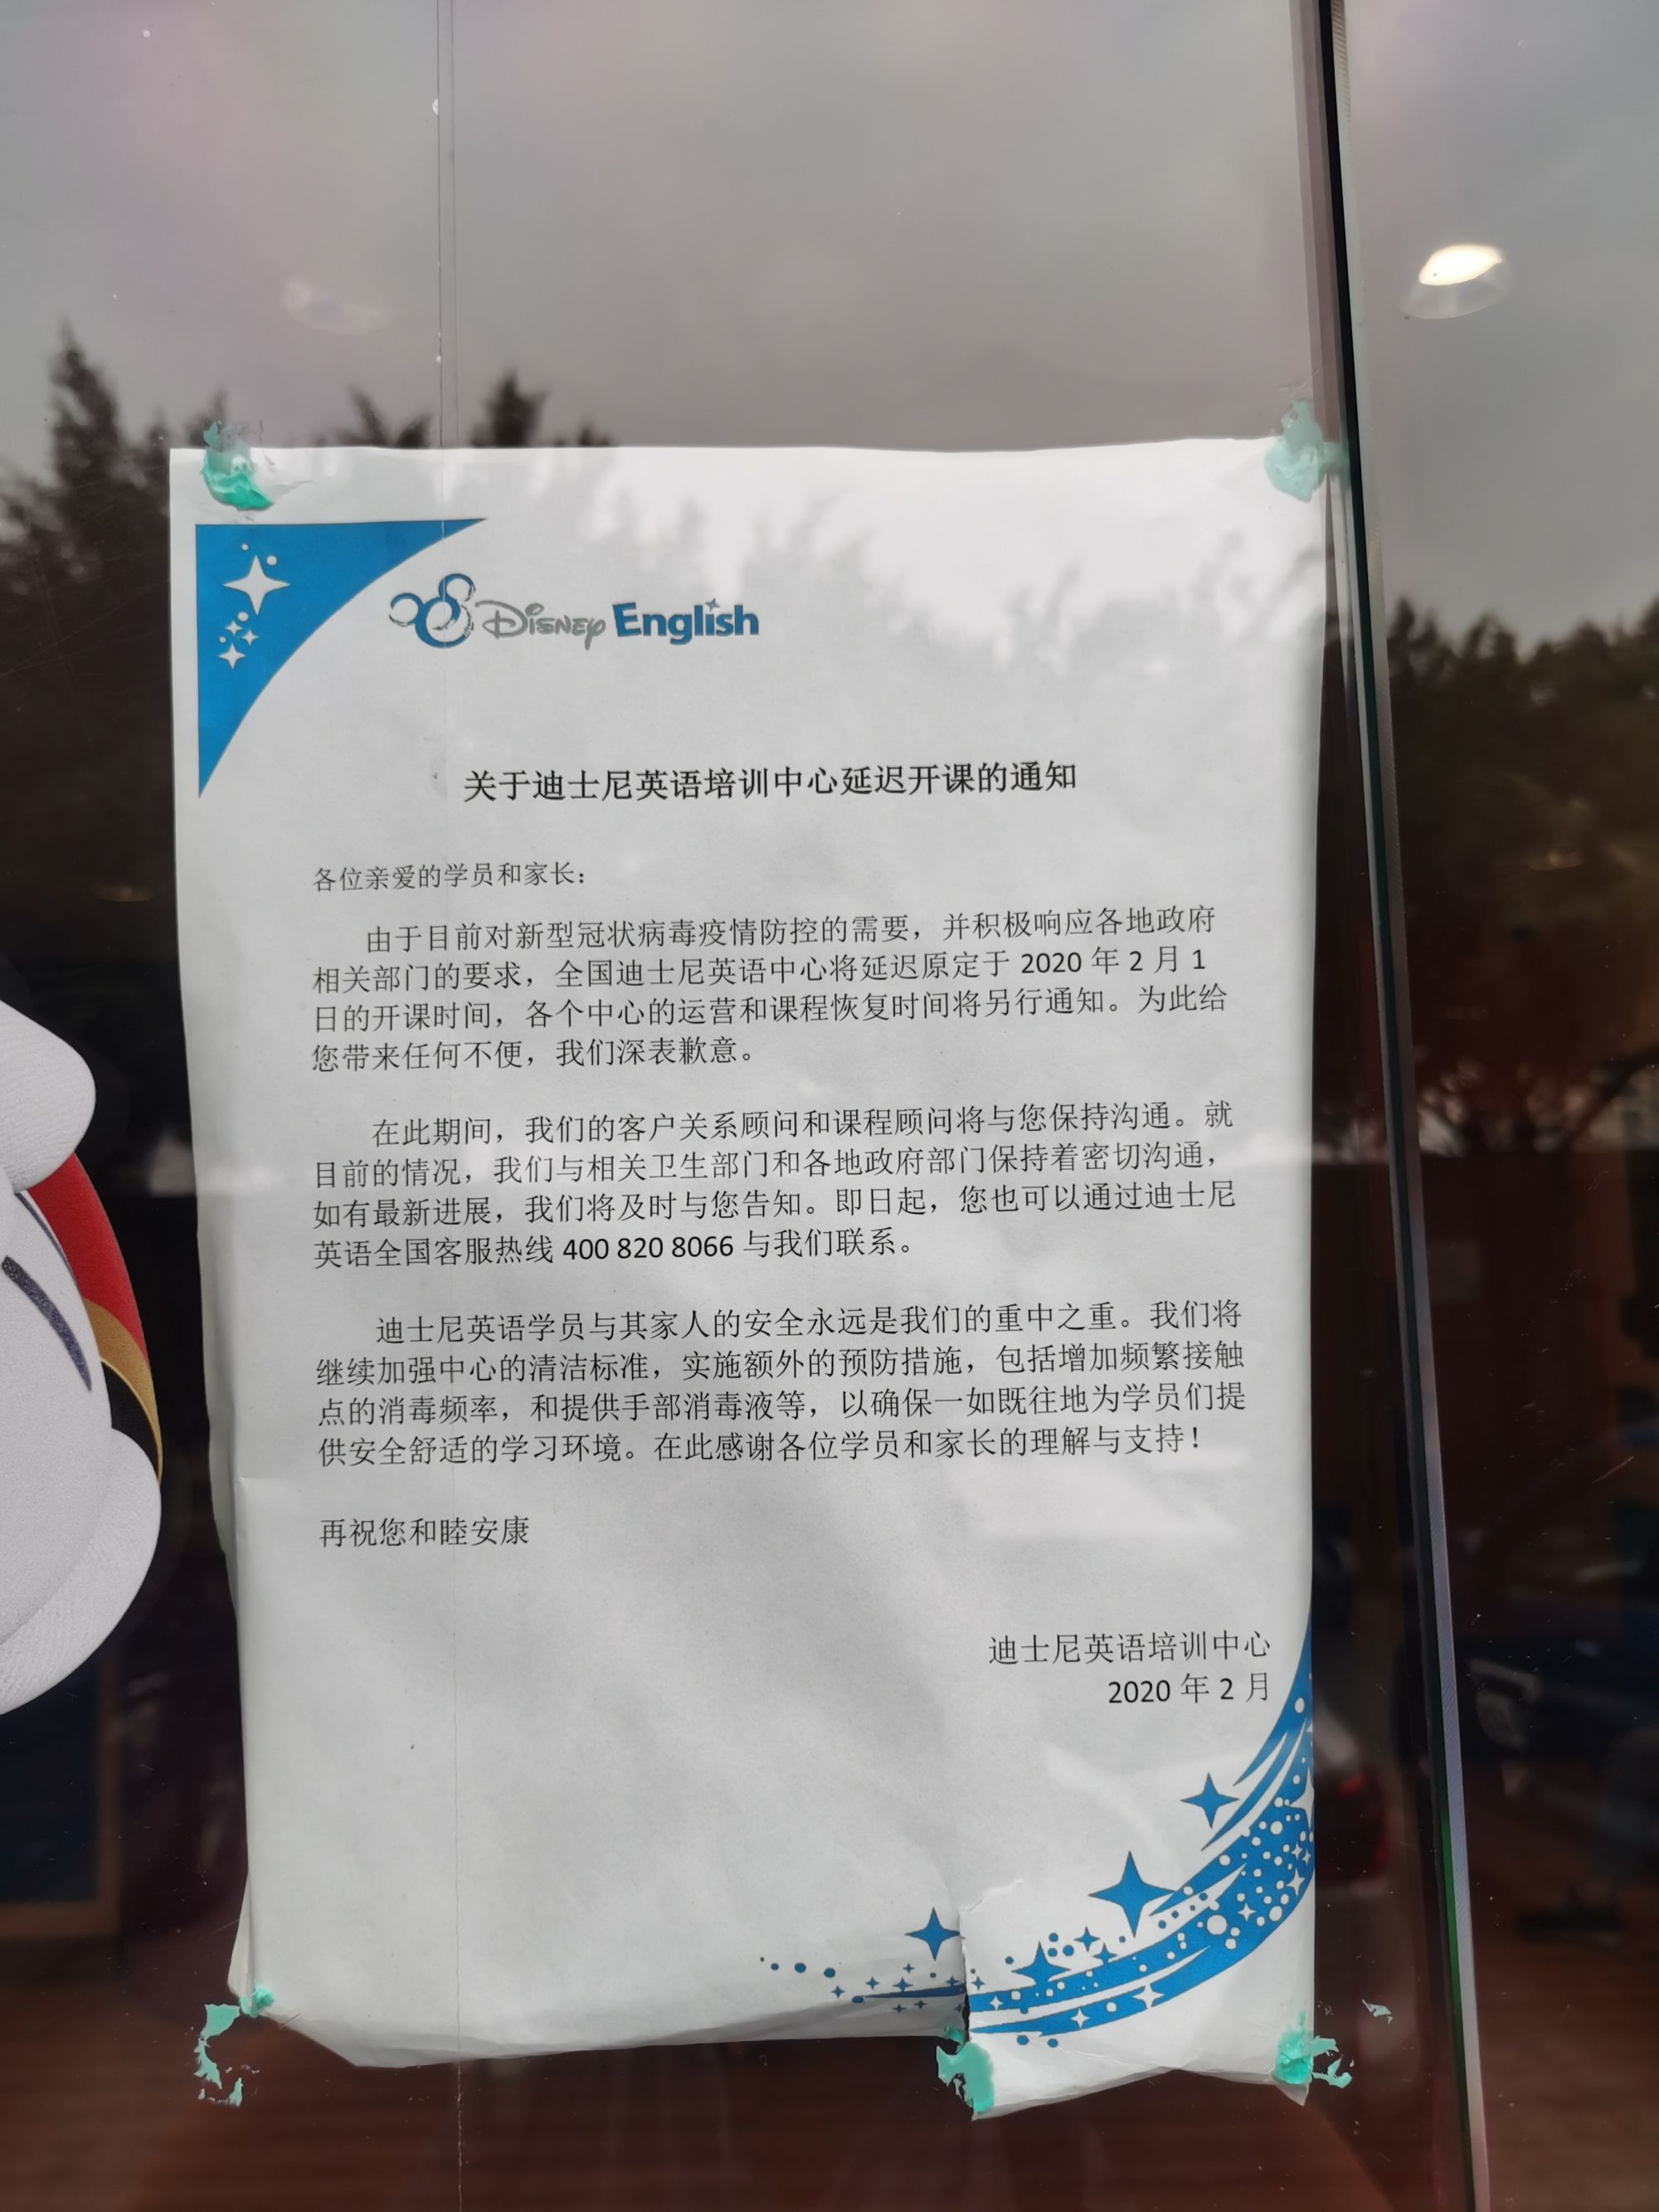 Disney English
关于迪士尼英语培训中心延迟开课的通知
各位亲爱的学员和家长：
由于目前对新型冠状病毒疫情防控的需要，并积极响应各地政府
相关部门的要求，全国迪士尼英语中心将延迟原定于 2020 年 2 月 1
日的开课时间，各个中心的运营和课程恢复时间将另行通知。为此给
您带来任何不便，我们深表歉意。
在此期间，我们的客户关系顾问和课程顾问将与您保持沟通。就
目前的情况，我们与相关卫生部门和各地政府部门保持着密切沟通，
如有最新进展，我们将及时与您告知。即日起，您也可以通过迪士尼
英语全国客服热线 400 820 8066 与我们联系。
迪士尼英语学员与其家人的安全永远是我们的重中之重。我们将
继续加强中心的清洁标准，实施额外的预防措施，包括增加频繁接触
点的消毒频率，和提供手部消毒液等，以确保一如既往地为学员们提
供安全舒适的学习环境。在此感谢各位学员和家长的理解与支持！
再祝您和睦安康
迪士尼英语培训中心
2020 年 2 月